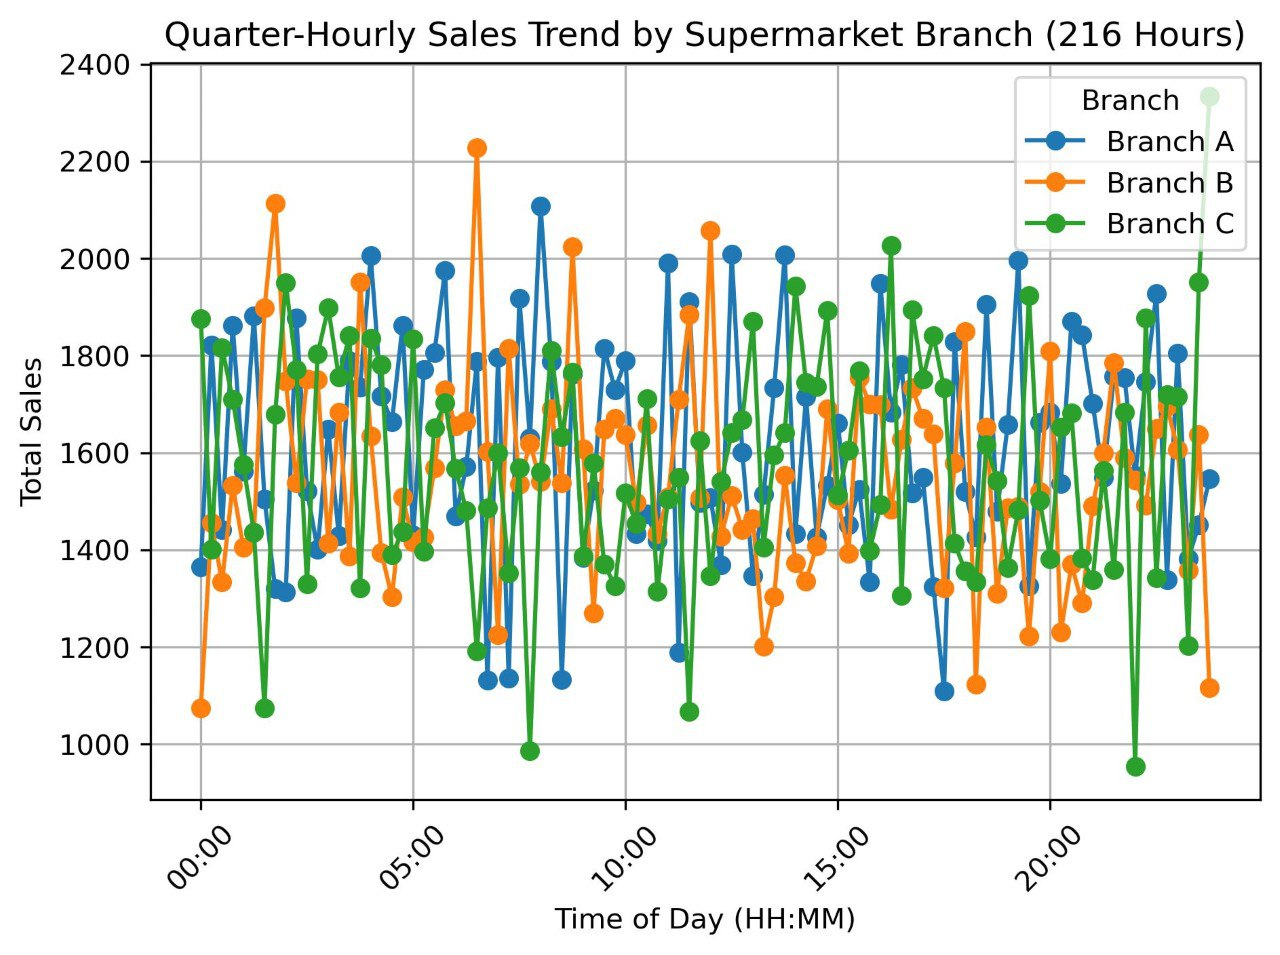 Quarter-Hourly Sales Trend by Supermarket Branch (216 Hours)
2400
2200
2000
1800
1600
1400
1200
1000
Total Sales
Branch
Branch A
Branch B
Branch C
00:00
05:00
10:00
15:00
20:00
Time of Day (HH:MM)